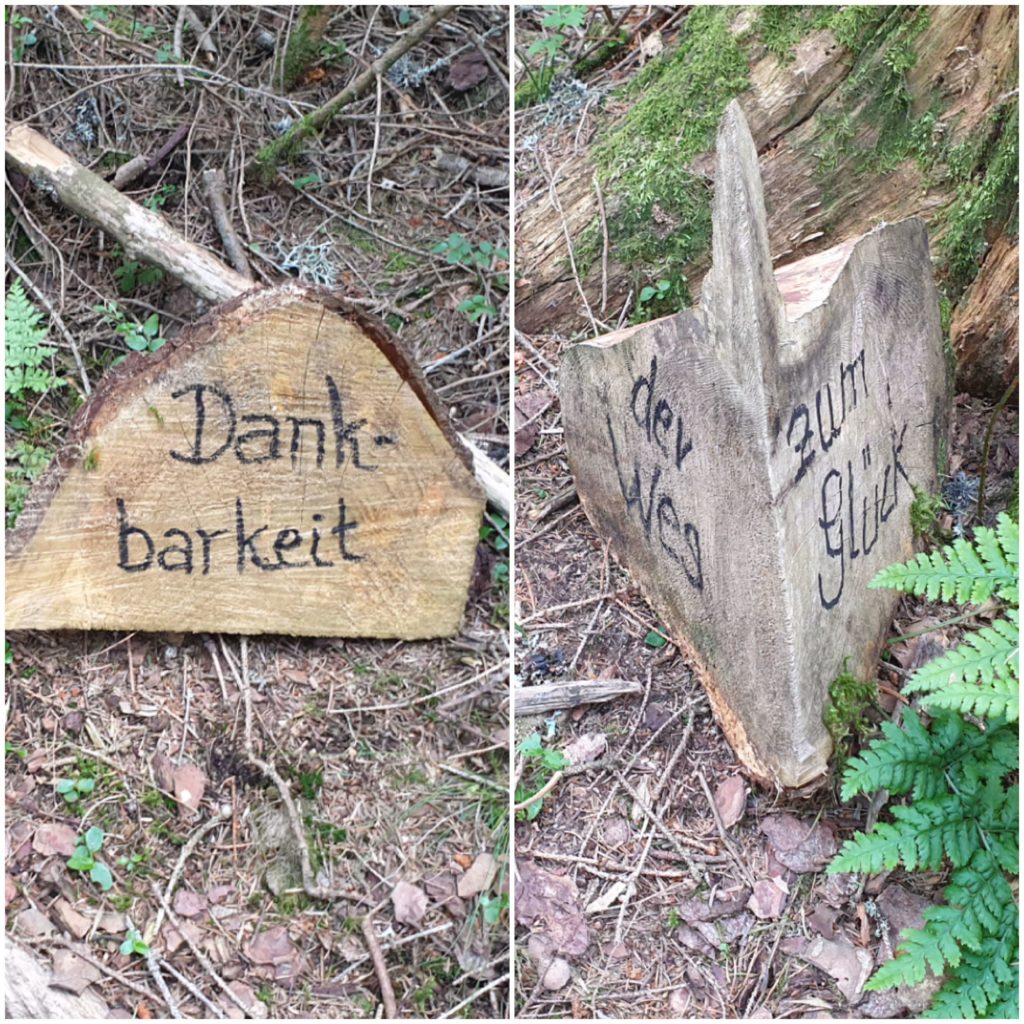 Dank-
barkeit
der
Weg
zum
Glück